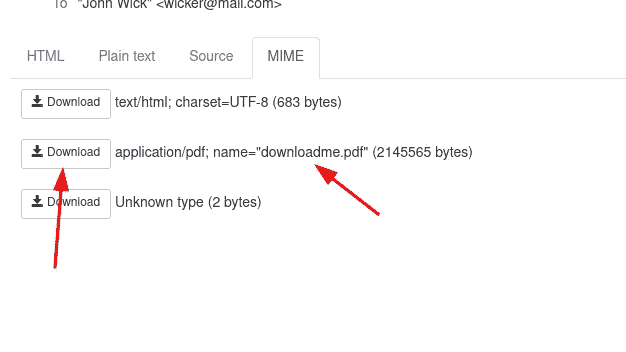 To "John Wick" <wicker@mail.com>
HTML Plain text Source MIME
Download text/html; charset=UTF-8 (683 bytes)
Download application/pdf; name="downloadme.pdf" (2145565 bytes)
Download Unknown type (2 bytes)